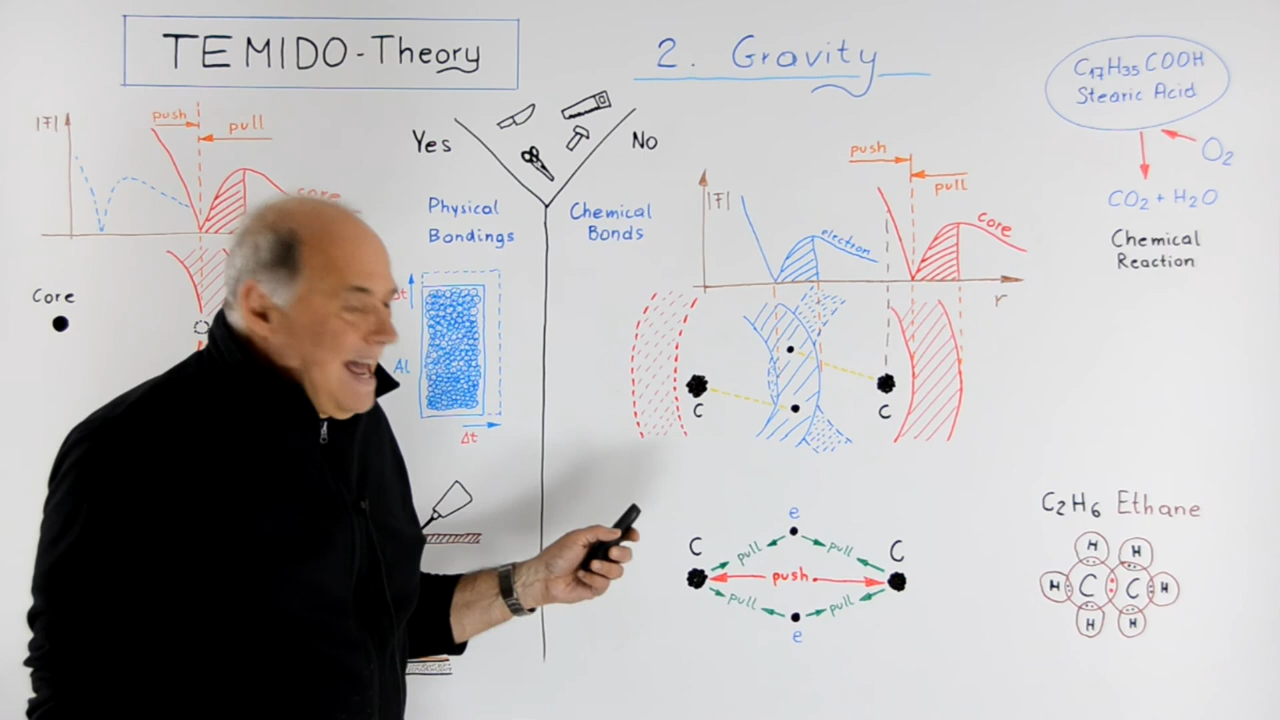 TEMIDO-Theory
2. Gravity
C17H35COOH
Stearic Acid
O2
CO2 + H2O
Chemical
Reaction
push
pull
|F|
core
Core
Yes
No
Physical
Bondings
Chemical
Bonds
Δt
Al
Δt
push
pull
|F|
electron
core
r
C
C
e
C
C
pull
pull
push
pull
pull
e
C2H6 Ethane
H
H
H
C
C
H
H
H